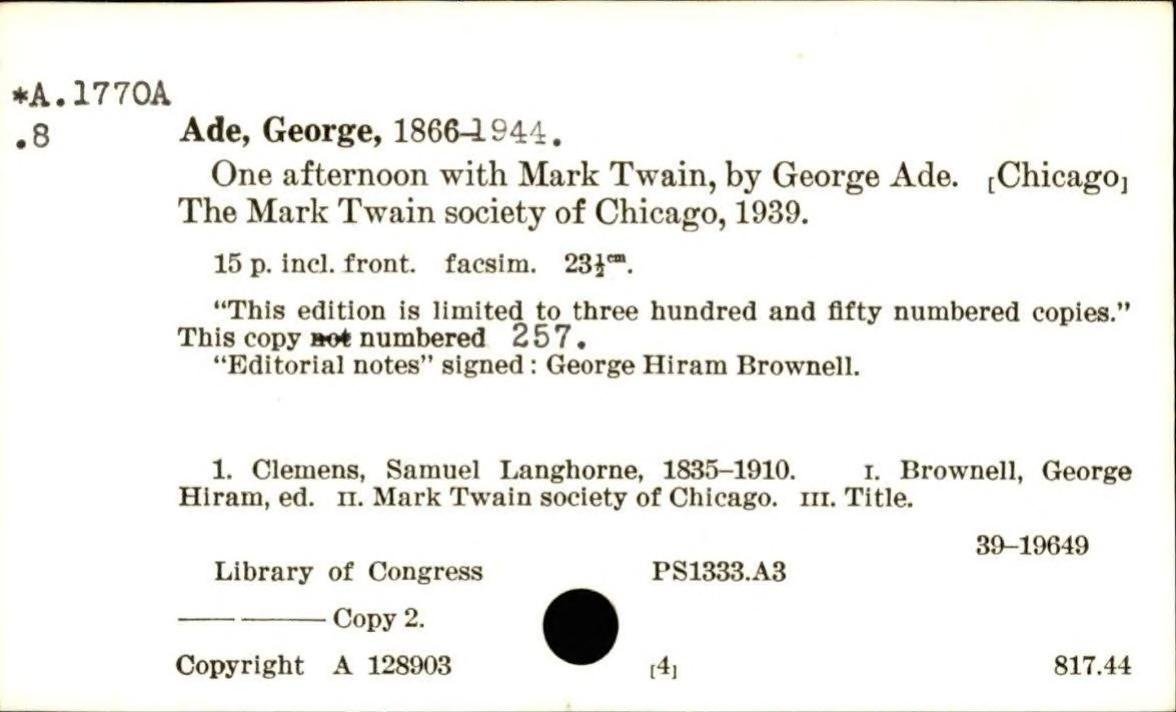 *A.1770A
.8 Ade, George, 1866-1944.
One afternoon with Mark Twain, by George Ade. [Chicago]
The Mark Twain society of Chicago, 1939.
15 p. incl. front. facsim. 23½cm.
“This edition is limited to three hundred and fifty numbered copies.”
This copy not numbered 257.
“Editorial notes” signed: George Hiram Brownell.
1. Clemens, Samuel Langhorne, 1835–1910. I. Brownell, George
Hiram, ed. II. Mark Twain society of Chicago. III. Title.
39–19649
Library of Congress PS1333.A3
——— ——— Copy 2.
Copyright A 128903 [4] 817.44